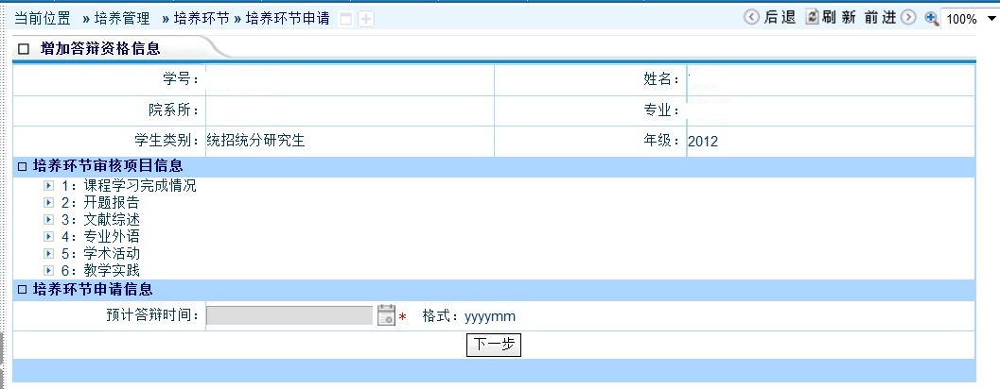 当前位置 » 培养管理 » 培养环节 » 培养环节申请 后退 刷新 前进 100%
增加答辩资格信息
学号： 姓名：
院系所： 专业：
学生类别： 统招统分研究生 年级： 2012
培养环节审核项目信息
1：课程学习完成情况
2：开题报告
3：文献综述
4：专业外语
5：学术活动
6：教学实践
培养环节申请信息
预计答辩时间： * 格式：yyyymm
下一步